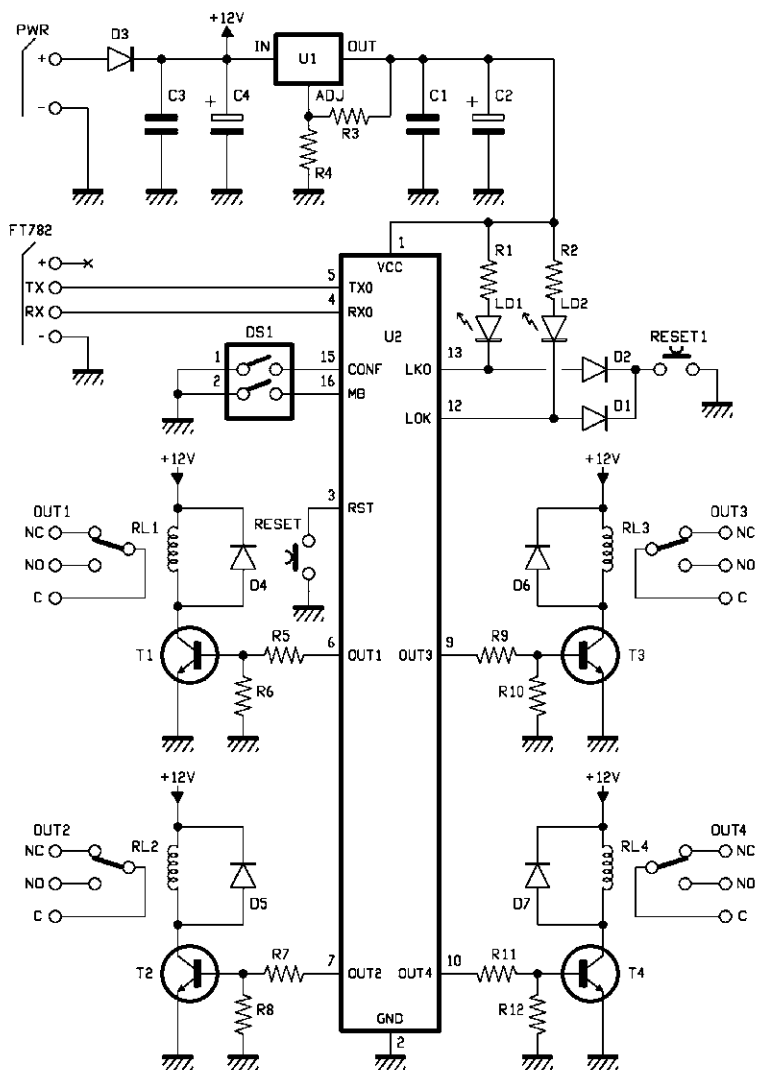 PWR
D3
+12V
IN
U1
OUT
ADJ
+
-
C3
+
C4
R3
R4
C1
+
C2
FT782
+
TX
RX
-
1
VCC
5
TX0
4
RX0
U2
R1
R2
LD1
LD2
DS1
1
2
15
CONF
16
MB
13
LKO
12
LOK
D2
D1
RESET1
+12V
+12V
3
RST
RESET
OUT1
NC
NO
C
RL1
D4
D6
RL3
OUT3
NC
NO
C
T1
R5
R6
6
OUT1
OUT3
9
R9
R10
T3
+12V
+12V
OUT2
NC
NO
C
RL2
D5
D7
RL4
OUT4
NC
NO
C
T2
R7
R8
7
OUT2
OUT4
10
R11
R12
T4
GND
2